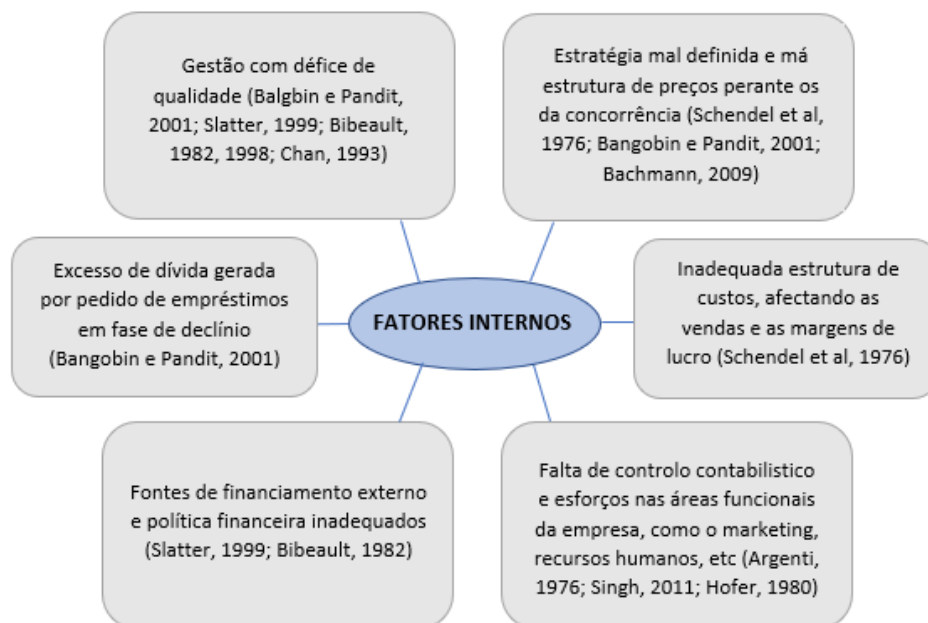 Gestão com défice de
qualidade (Balgbin e Pandit,
2001; Slatter, 1999; Bibeault,
1982, 1998; Chan, 1993)
Estratégia mal definida e má
estrutura de preços perante os
da concorrência (Schendel et al,
1976; Bangobin e Pandit, 2001;
Bachmann, 2009)
Excesso de dívida gerada
por pedido de empréstimos
em fase de declínio
(Bangobin e Pandit, 2001)
FATORES INTERNOS
Inadequada estrutura de
custos, afectando as
vendas e as margens de
lucro (Schendel et al, 1976)
Fontes de financiamento externo
e política financeira inadequados
(Slatter, 1999; Bibeault, 1982)
Falta de controlo contabilistico
e esforços nas áreas funcionais
da empresa, como o marketing,
recursos humanos, etc (Argenti,
1976; Singh, 2011; Hofer, 1980)